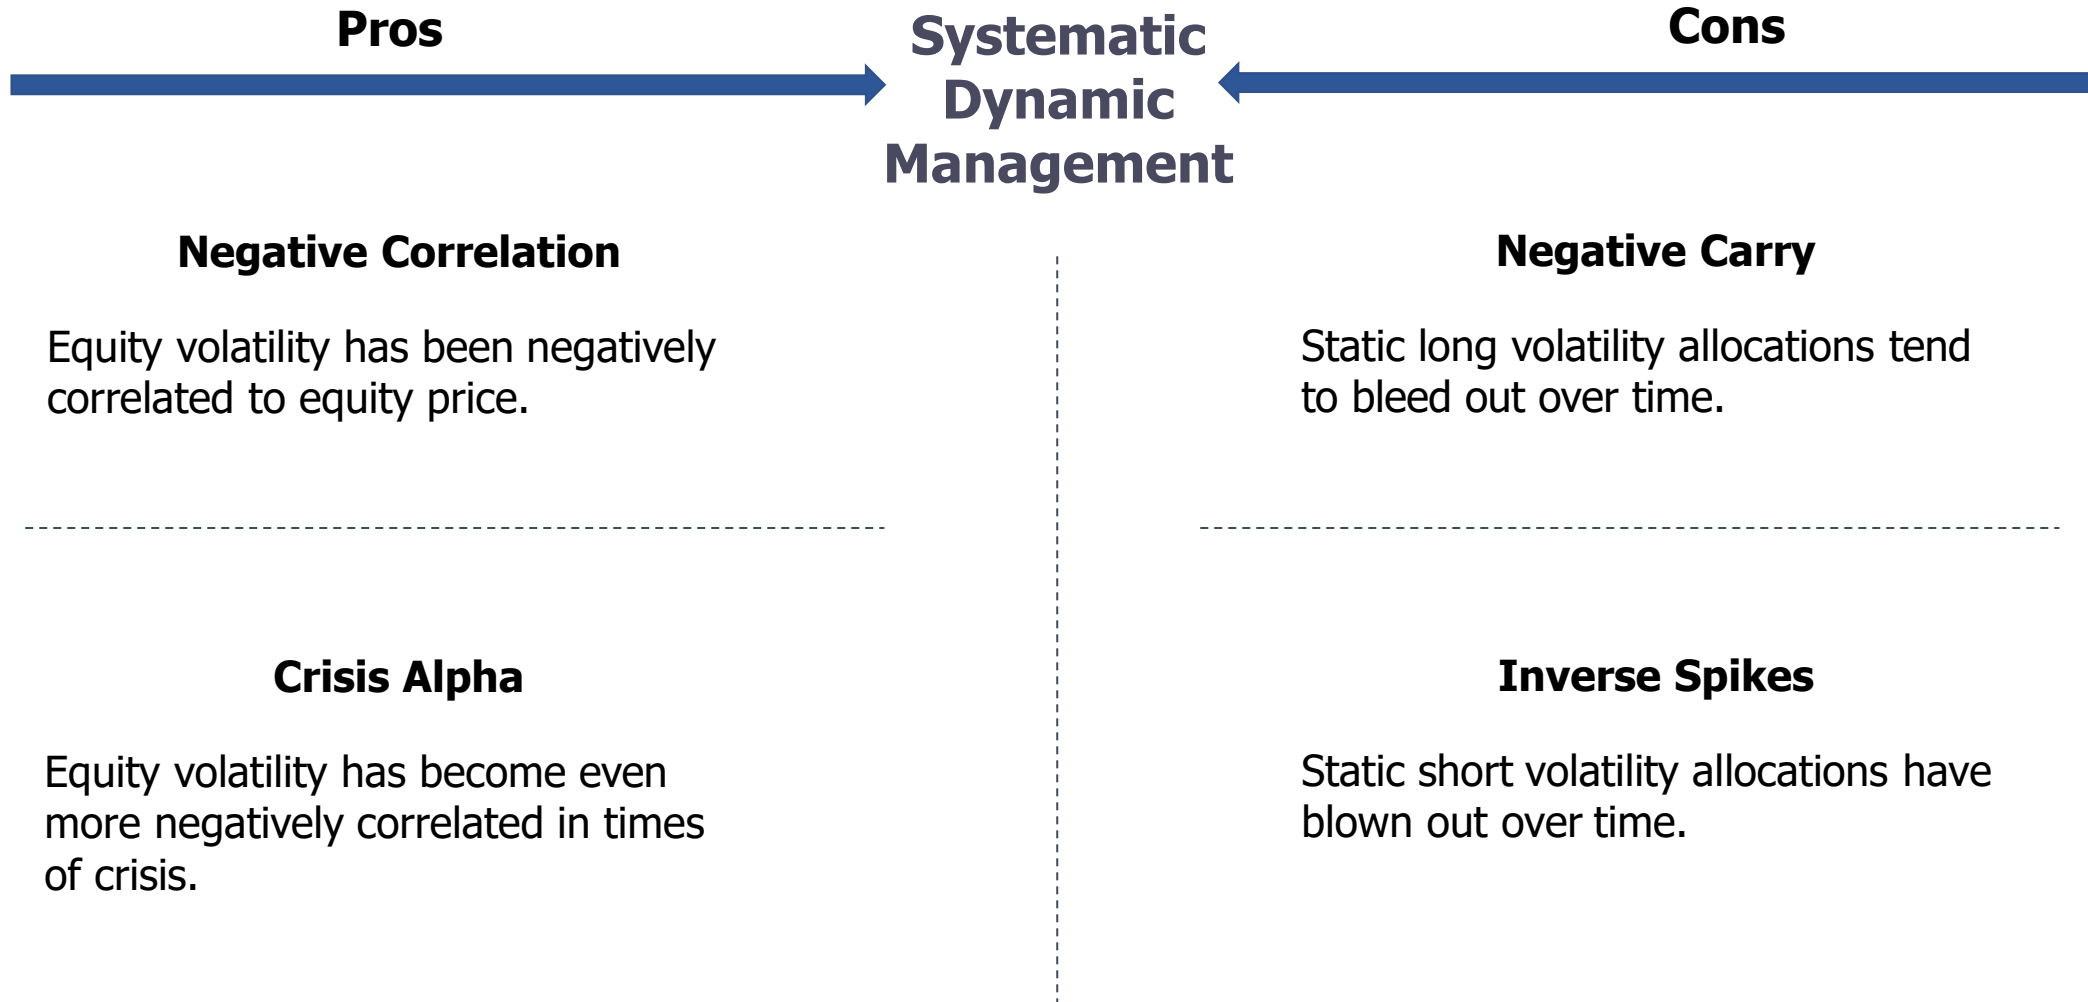 Pros
Systematic
Dynamic
Management
Cons
Negative Correlation
Equity volatility has been negatively
correlated to equity price.
Crisis Alpha
Equity volatility has become even
more negatively correlated in times
of crisis.
Negative Carry
Static long volatility allocations tend
to bleed out over time.
Inverse Spikes
Static short volatility allocations have
blown out over time.